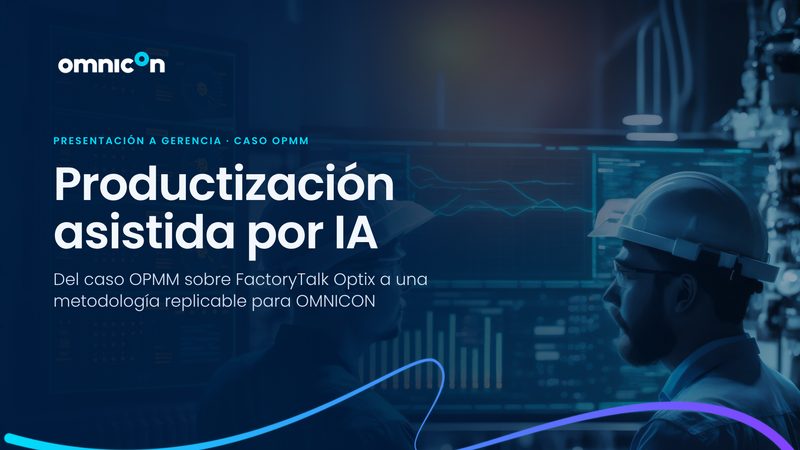 omnicon
PRESENTACIÓN A GERENCIA · CASO OPMM
Productización
asistida por IA
Del caso OPMM sobre FactoryTalk Optix a una
metodología replicable para OMNICON